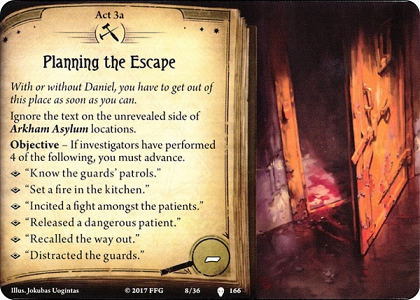 Act 3a
Planning the Escape
With or without Daniel, you have to get out of
this place as soon as you can.
Ignore the text on the unrevealed side of
Arkham Asylum locations.
Objective – If investigators have performed
4 of the following, you must advance.
"Know the guards' patrols."
"Set a fire in the kitchen."
"Incited a fight amongst the patients."
"Released a dangerous patient."
"Recalled the way out."
"Distracted the guards."
–
Illus. Jokubas Uogintas
© 2017 FFG
8/36
166